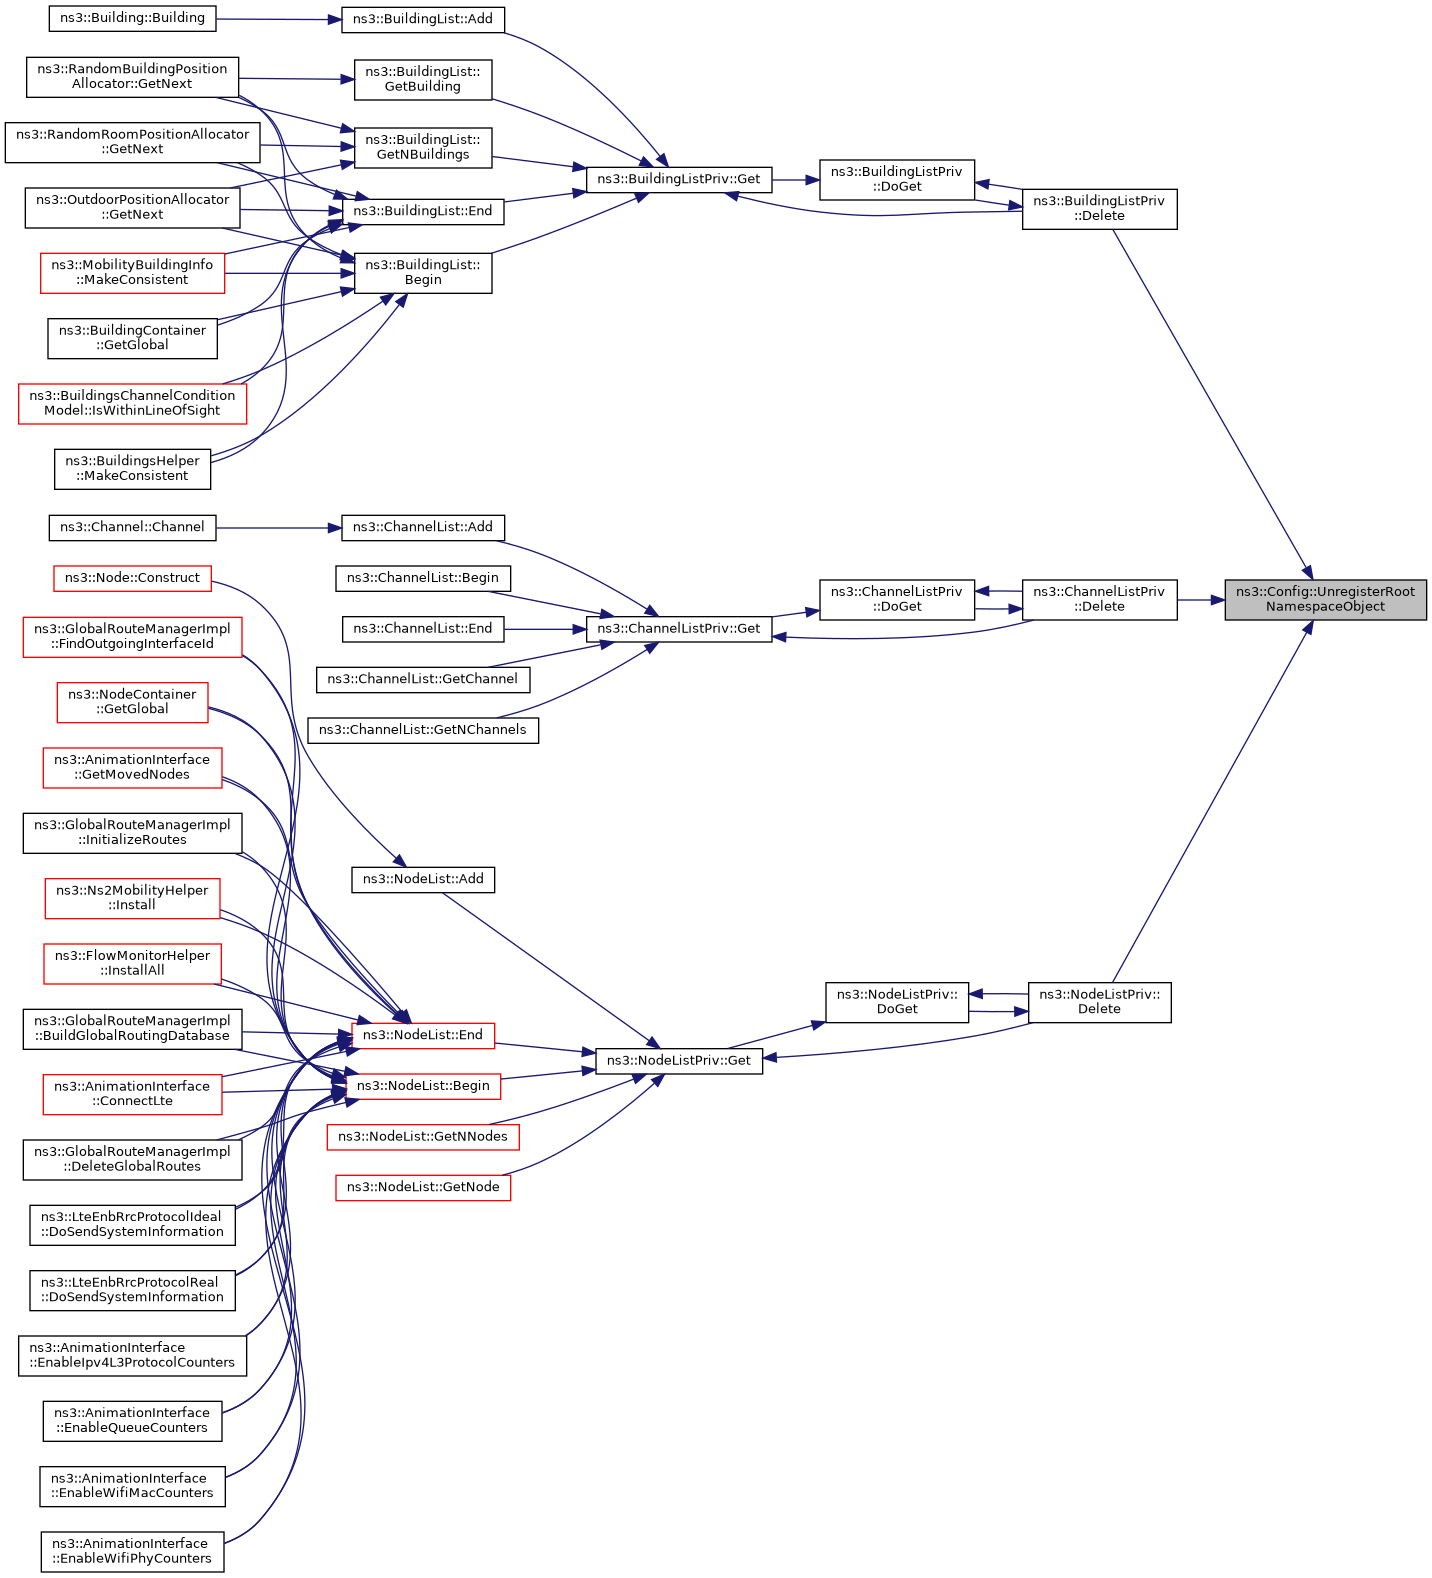 ns3::Building::Building
ns3::RandomBuildingPosition
Allocator::GetNext
ns3::RandomRoomPositionAllocator
::GetNext
ns3::OutdoorPositionAllocator
::GetNext
ns3::MobilityBuildingInfo
::MakeConsistent
ns3::BuildingContainer
::GetGlobal
ns3::BuildingsChannelCondition
Model::IsWithinLineOfSight
ns3::BuildingsHelper
::MakeConsistent
ns3::Channel::Channel
ns3::Node::Construct
ns3::GlobalRouteManagerImpl
::FindOutgoingInterfaceId
ns3::NodeContainer
::GetGlobal
ns3::AnimationInterface
::GetMovedNodes
ns3::GlobalRouteManagerImpl
::InitializeRoutes
ns3::Ns2MobilityHelper
::Install
ns3::FlowMonitorHelper
::InstallAll
ns3::GlobalRouteManagerImpl
::BuildGlobalRoutingDatabase
ns3::AnimationInterface
::ConnectLte
ns3::GlobalRouteManagerImpl
::DeleteGlobalRoutes
ns3::LteEnbRrcProtocolIdeal
::DoSendSystemInformation
ns3::LteEnbRrcProtocolReal
::DoSendSystemInformation
ns3::AnimationInterface
::EnableIpv4L3ProtocolCounters
ns3::AnimationInterface
::EnableQueueCounters
ns3::AnimationInterface
::EnableWifiMacCounters
ns3::AnimationInterface
::EnableWifiPhyCounters
ns3::BuildingList::Add
ns3::BuildingList::
GetBuilding
ns3::BuildingList::
GetNBuildings
ns3::BuildingList::End
ns3::BuildingList::
Begin
ns3::ChannelList::Add
ns3::ChannelList::Begin
ns3::ChannelList::End
ns3::ChannelList::GetChannel
ns3::ChannelList::GetNChannels
ns3::NodeList::Add
ns3::NodeList::End
ns3::NodeList::Begin
ns3::NodeList::GetNNodes
ns3::NodeList::GetNode
ns3::BuildingListPriv::Get
ns3::ChannelListPriv::Get
ns3::NodeListPriv::Get
ns3::BuildingListPriv
::DoGet
ns3::ChannelListPriv
::DoGet
ns3::NodeListPriv::
DoGet
ns3::BuildingListPriv
::Delete
ns3::ChannelListPriv
::Delete
ns3::NodeListPriv::
Delete
ns3::Config::UnregisterRoot
NamespaceObject